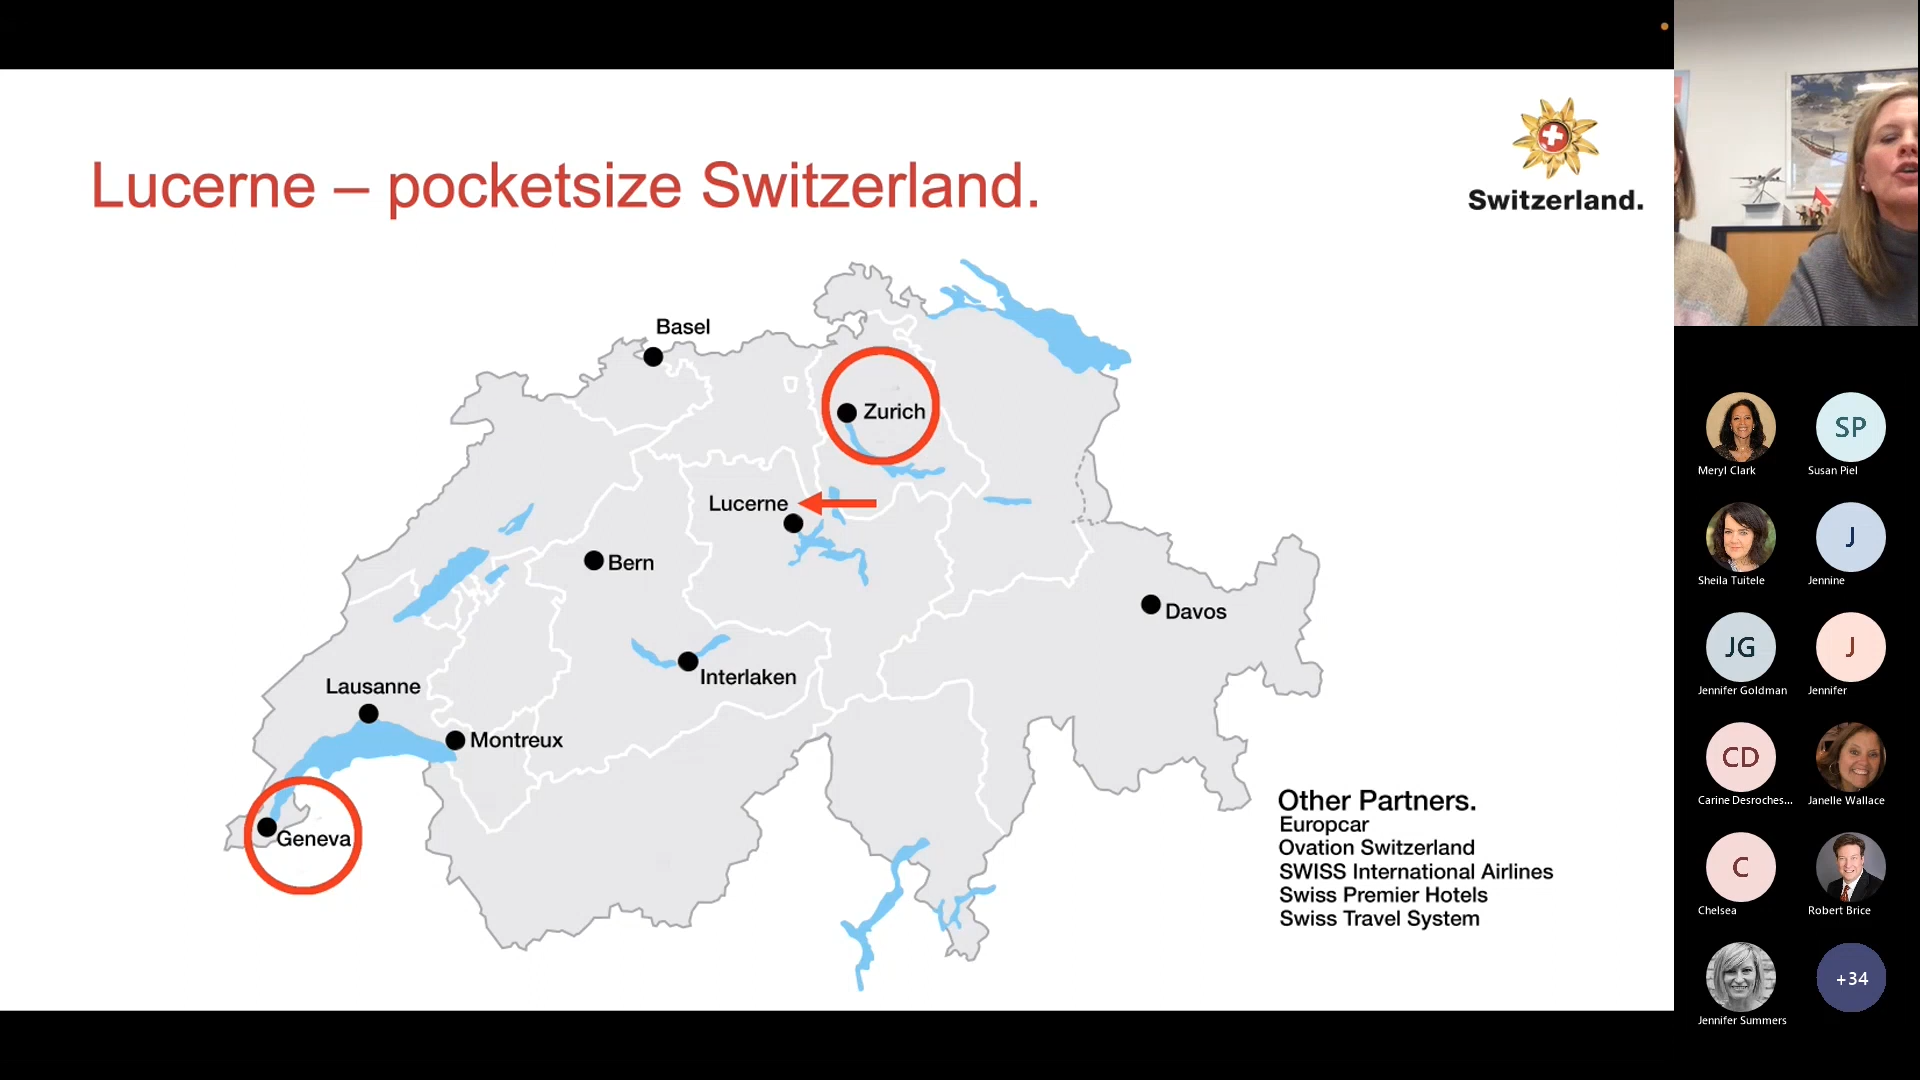 Lucerne – pocketsize Switzerland.
Switzerland.
Basel
Zurich
Lucerne
Bern
Davos
Interlaken
Lausanne
Montreux
Geneva
Other Partners.
Europcar
Ovation Switzerland
SWISS International Airlines
Swiss Premier Hotels
Swiss Travel System
SP
Meryl Clark
Susan Piel
J
Sheila Tuitele
Jennine
JG
J
Jennifer Goldman
Jennifer
CD
Carine Desroches...
Janelle Wallace
C
Chelsea
Robert Brice
+34
Jennifer Summers